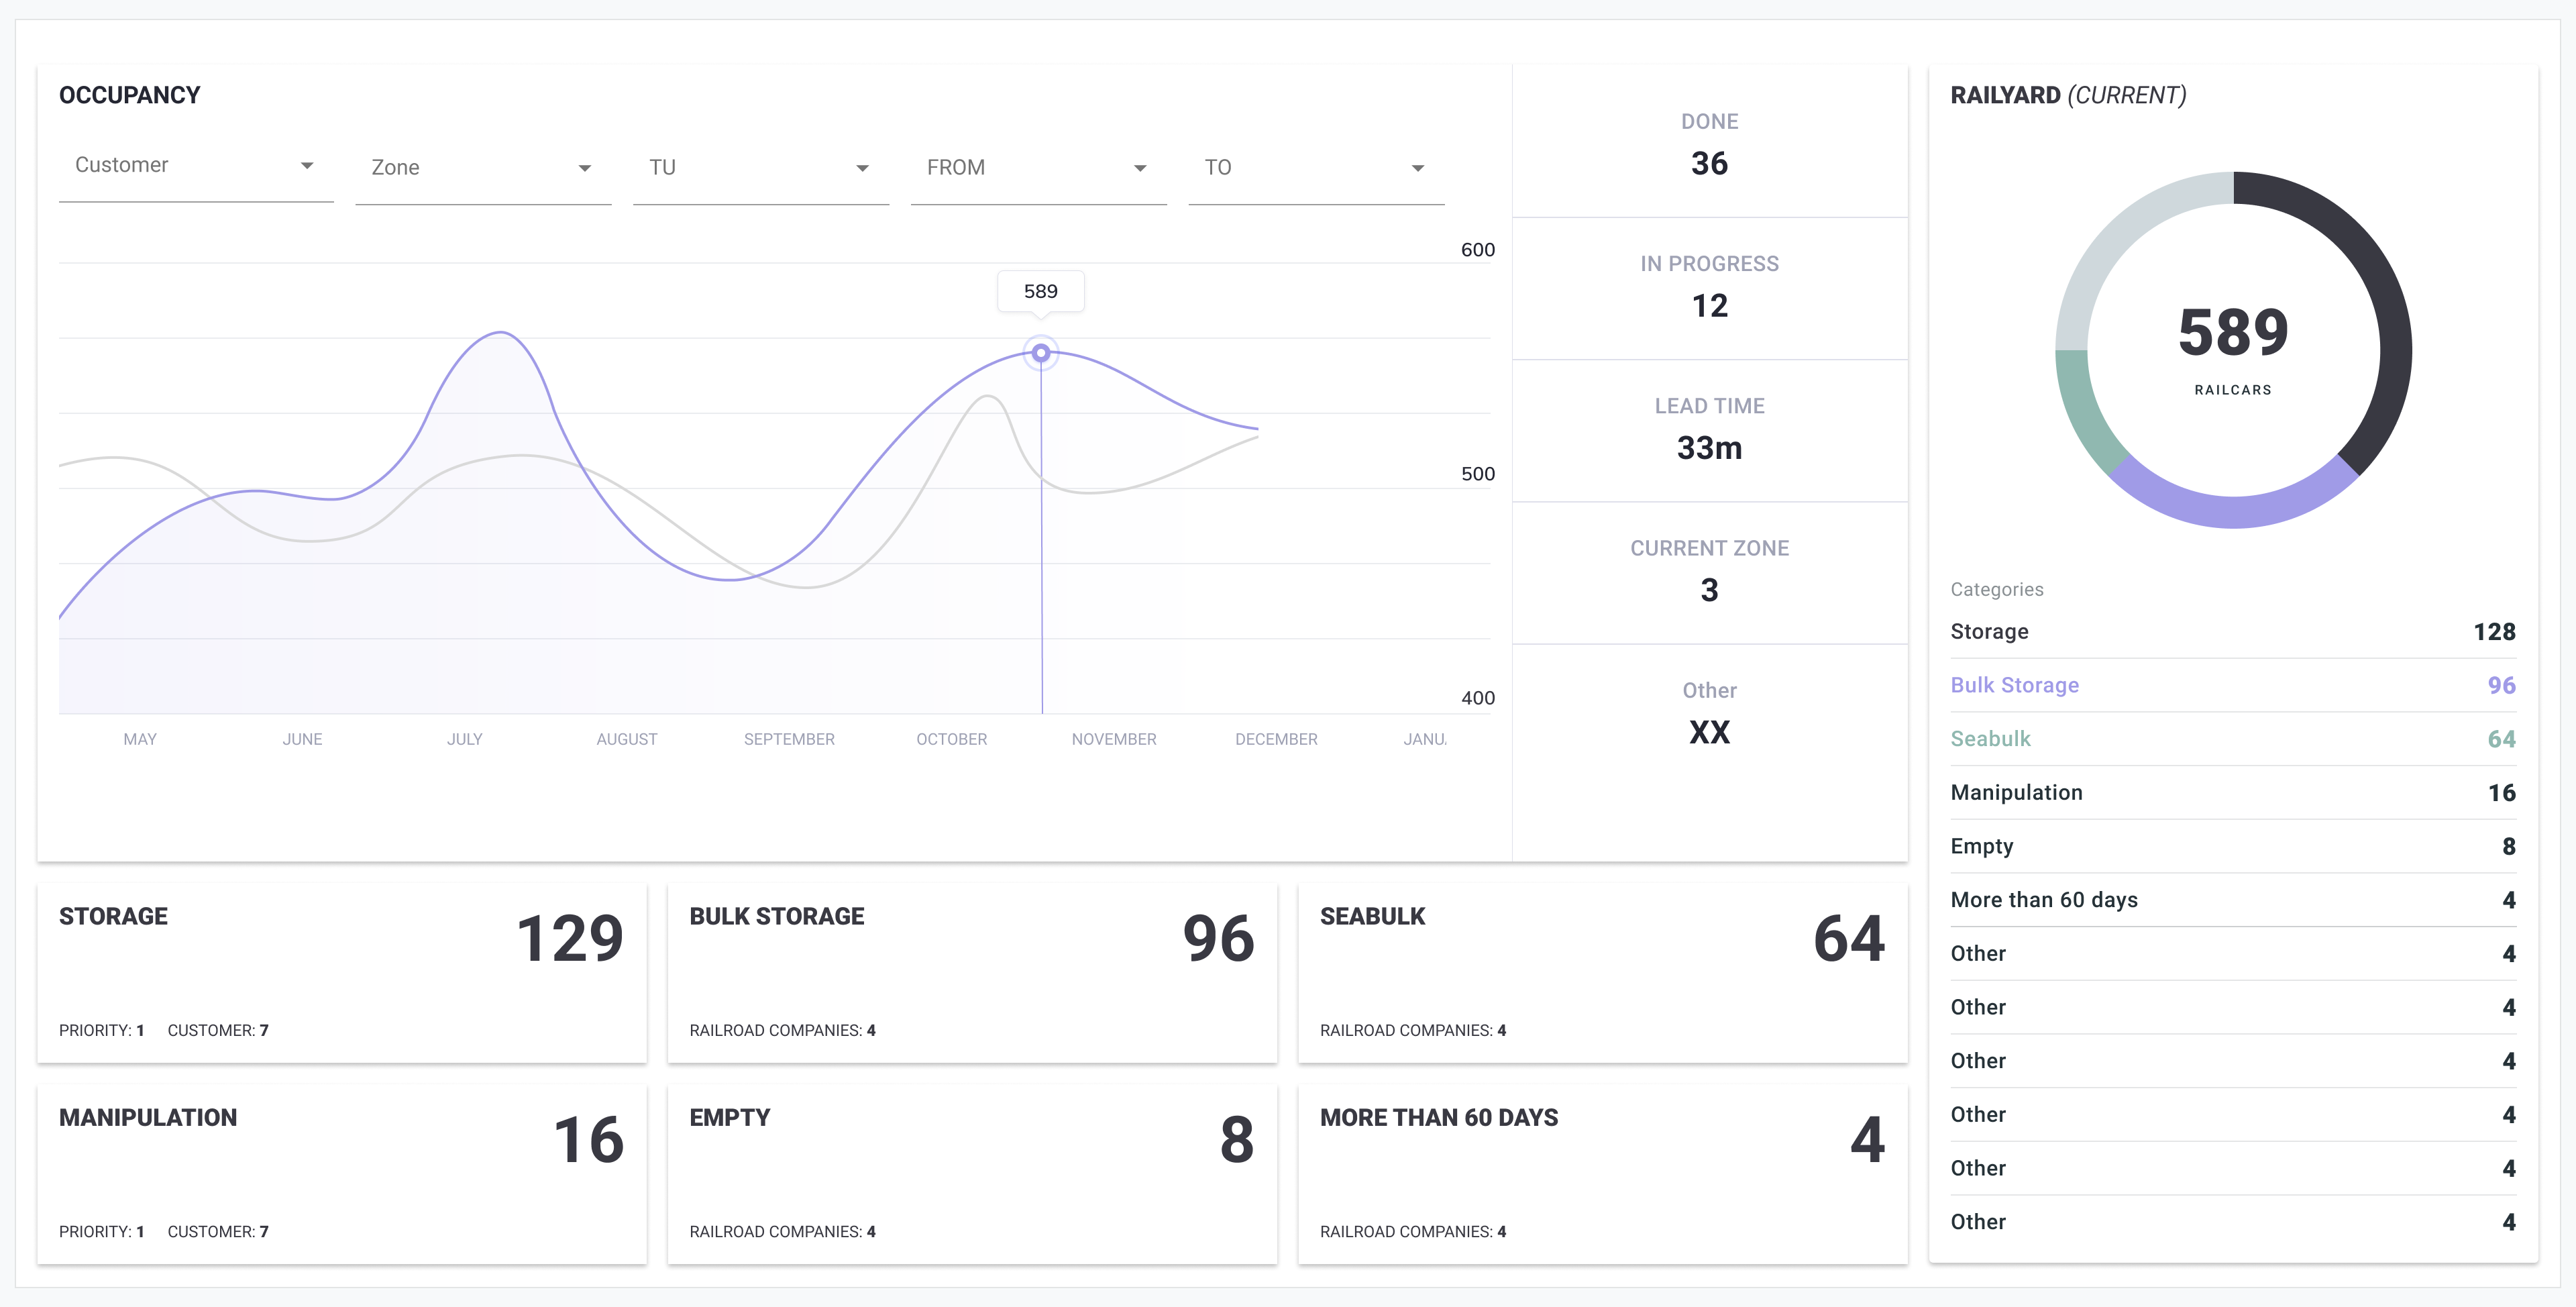 OCCUPANCY
Customer
Zone
TU
FROM
TO
600
589
500
400
MAY
JUNE
JULY
AUGUST
SEPTEMBER
OCTOBER
NOVEMBER
DECEMBER
JANU.
DONE
36
IN PROGRESS
12
LEAD TIME
33m
CURRENT ZONE
3
Other
XX
RAILYARD (CURRENT)
589
RAILCARS
Categories
Storage 128
Bulk Storage 96
Seabulk 64
Manipulation 16
Empty 8
More than 60 days 4
Other 4
Other 4
Other 4
Other 4
Other 4
Other 4
STORAGE 129
PRIORITY: 1 CUSTOMER: 7
BULK STORAGE 96
RAILROAD COMPANIES: 4
SEABULK 64
RAILROAD COMPANIES: 4
MANIPULATION 16
PRIORITY: 1 CUSTOMER: 7
EMPTY 8
RAILROAD COMPANIES: 4
MORE THAN 60 DAYS 4
RAILROAD COMPANIES: 4